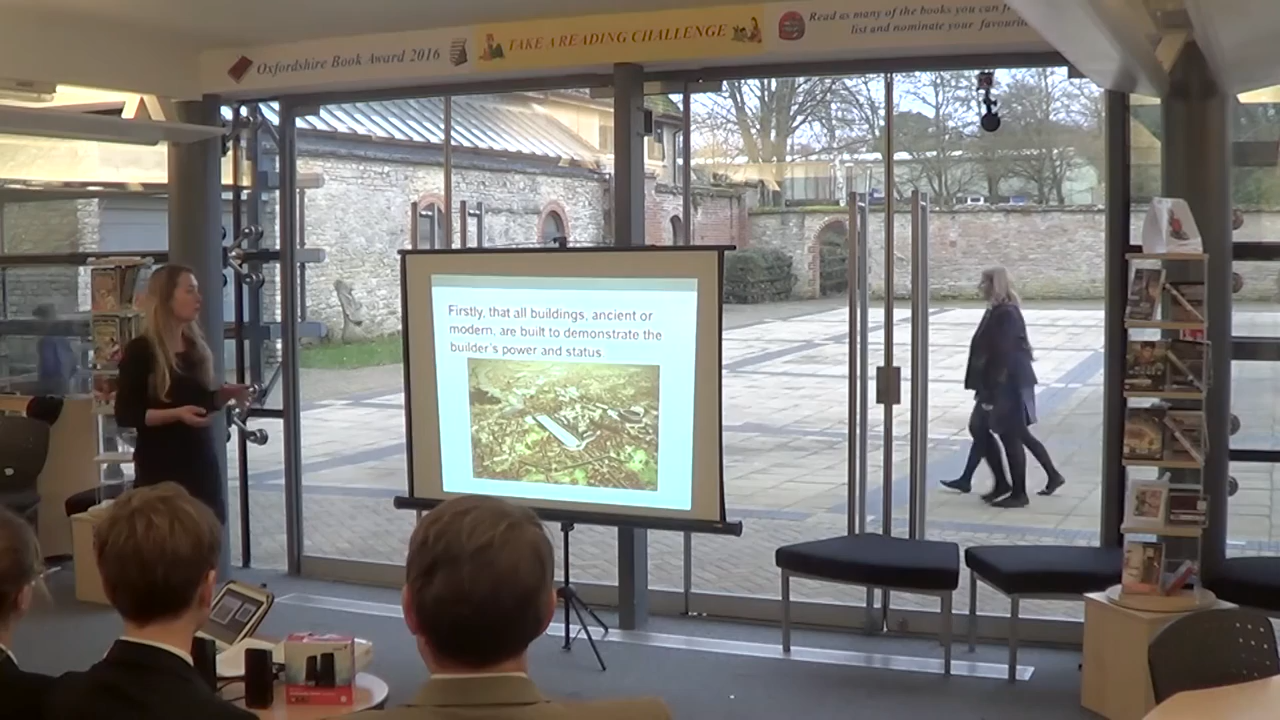 Oxfordshire Book Award 2016
TAKE A READING CHALLENGE
Read as many of the books you can
list and nominate your favourite
Firstly, that all buildings, ancient or
modern, are built to demonstrate the
builder's power and status